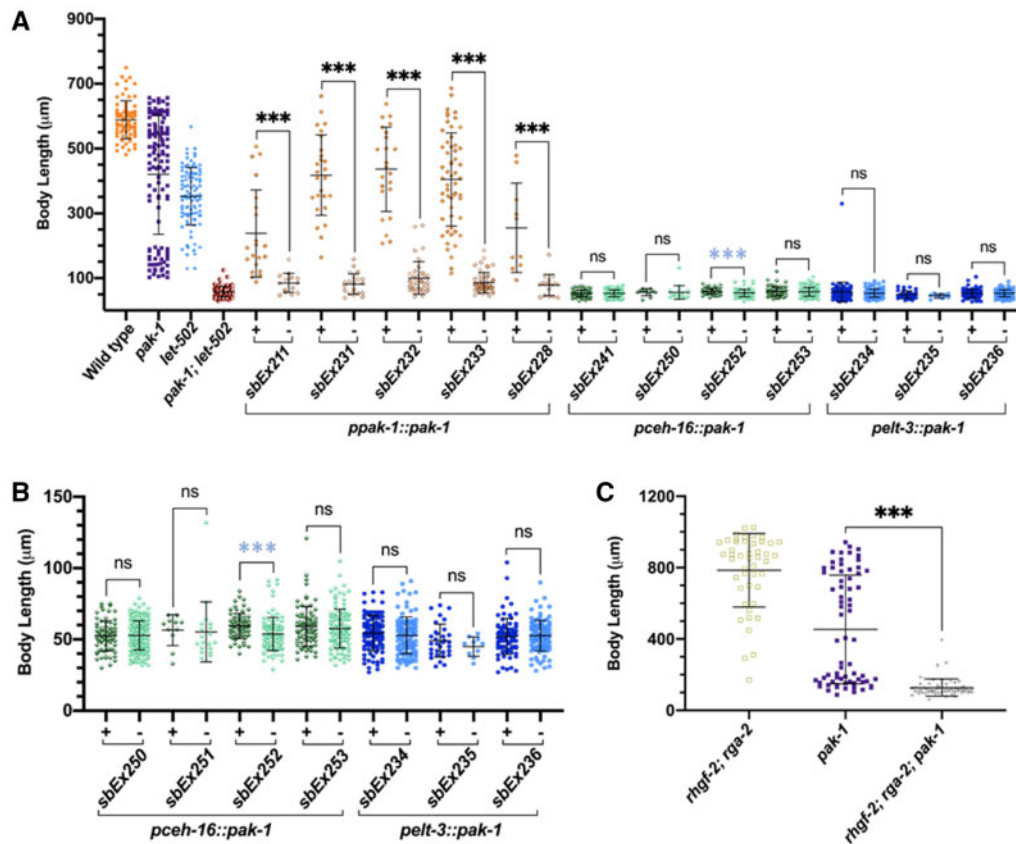 A
Body Length (μm)
900
700
500
300
100
*** *** *** *** ***
ns ns *** ns ns ns ns
Wild type
pak-1
let-502
pak-1; let-502
+ - + - + - + - + - + - + - + - + - + - + - + -
sbEx211 sbEx231 sbEx232 sbEx233 sbEx228 sbEx241 sbEx250 sbEx252 sbEx253 sbEx234 sbEx235 sbEx236
ppak-1::pak-1 pceh-16::pak-1 pelt-3::pak-1
B
Body Length (μm)
150
100
50
0
ns ns *** ns ns ns ns
+ - + - + - + - + - + - + -
sbEx250 sbEx251 sbEx252 sbEx253 sbEx234 sbEx235 sbEx236
pceh-16::pak-1 pelt-3::pak-1
C
Body Length (μm)
1200
800
400
0
***
rhgf-2; rga-2
pak-1
rhgf-2; rga-2; pak-1